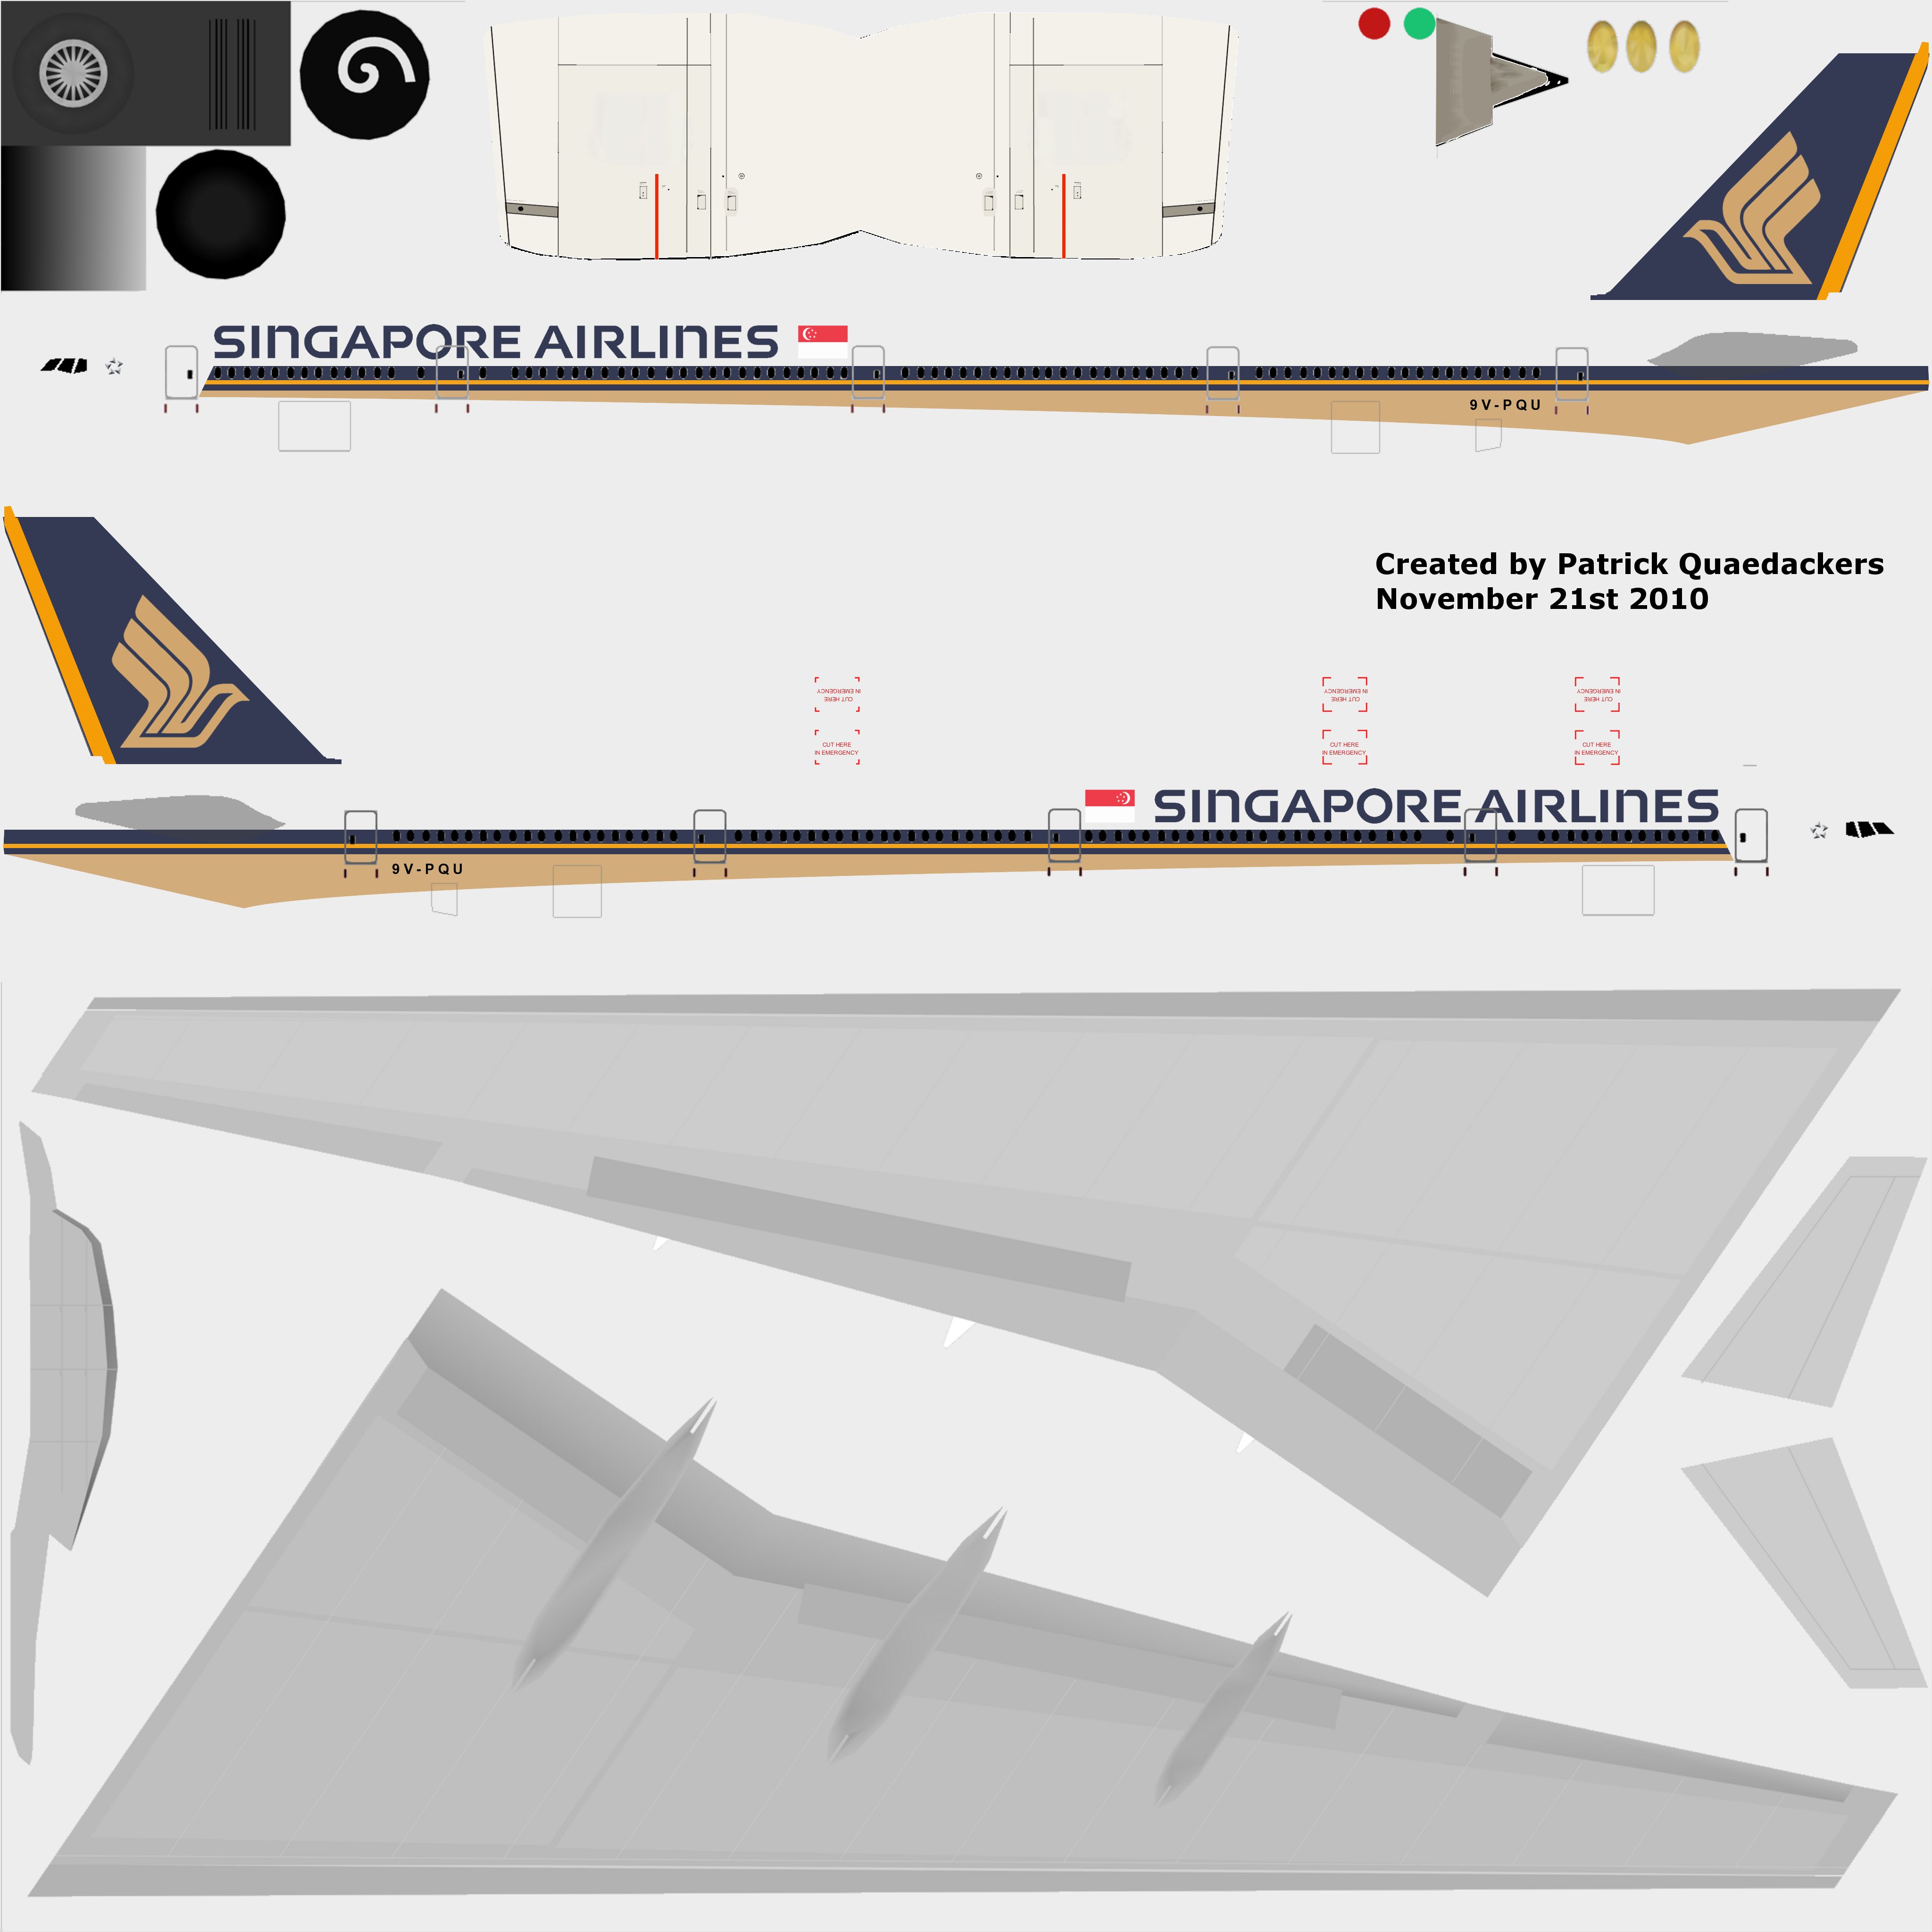 SINGAPORE AIRLINES
9V-PQU
Created by Patrick Quaedackers
November 21st 2010
CUT HERE
IN EMERGENCY
CUT HERE
IN EMERGENCY
CUT HERE
IN EMERGENCY
CUT HERE
IN EMERGENCY
CUT HERE
IN EMERGENCY
CUT HERE
IN EMERGENCY
SINGAPORE AIRLINES
9V-PQU